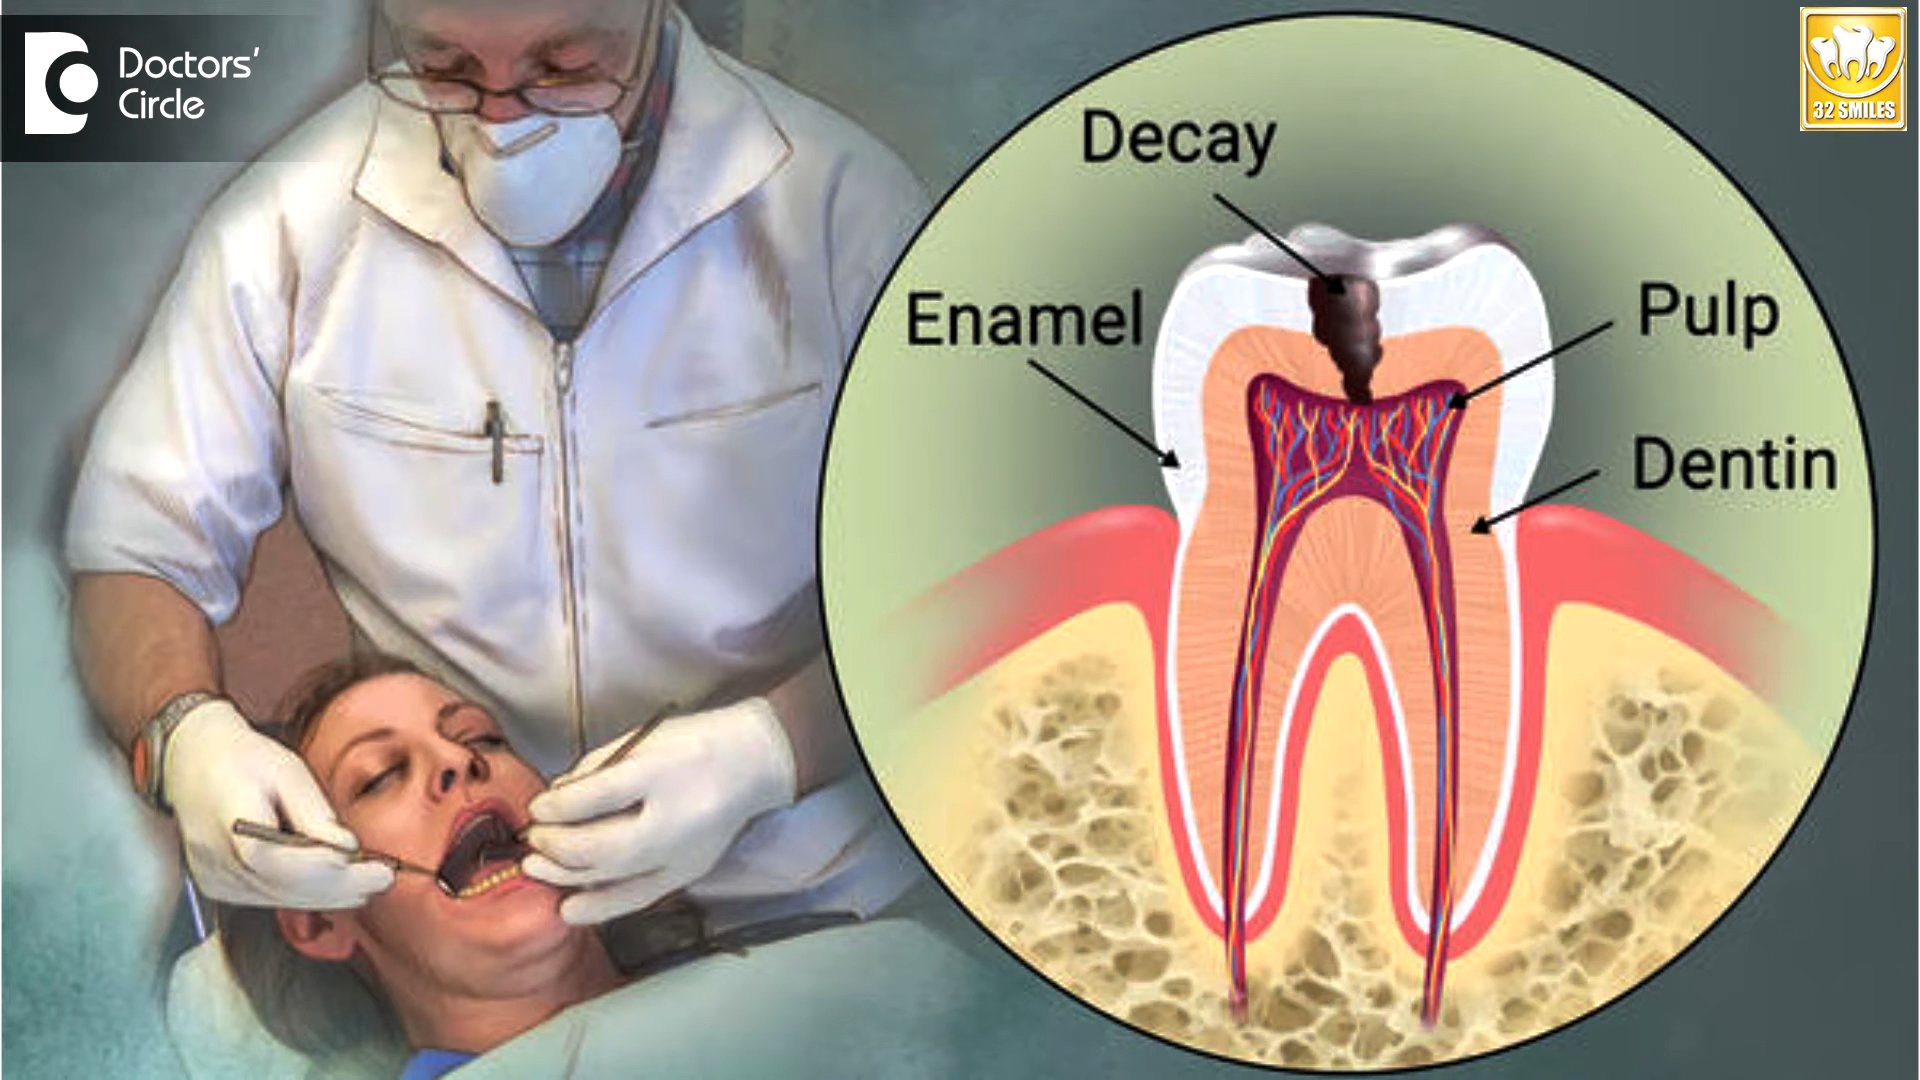 Doctors'
Circle
32 SMILES
Decay
Enamel
Pulp
Dentin